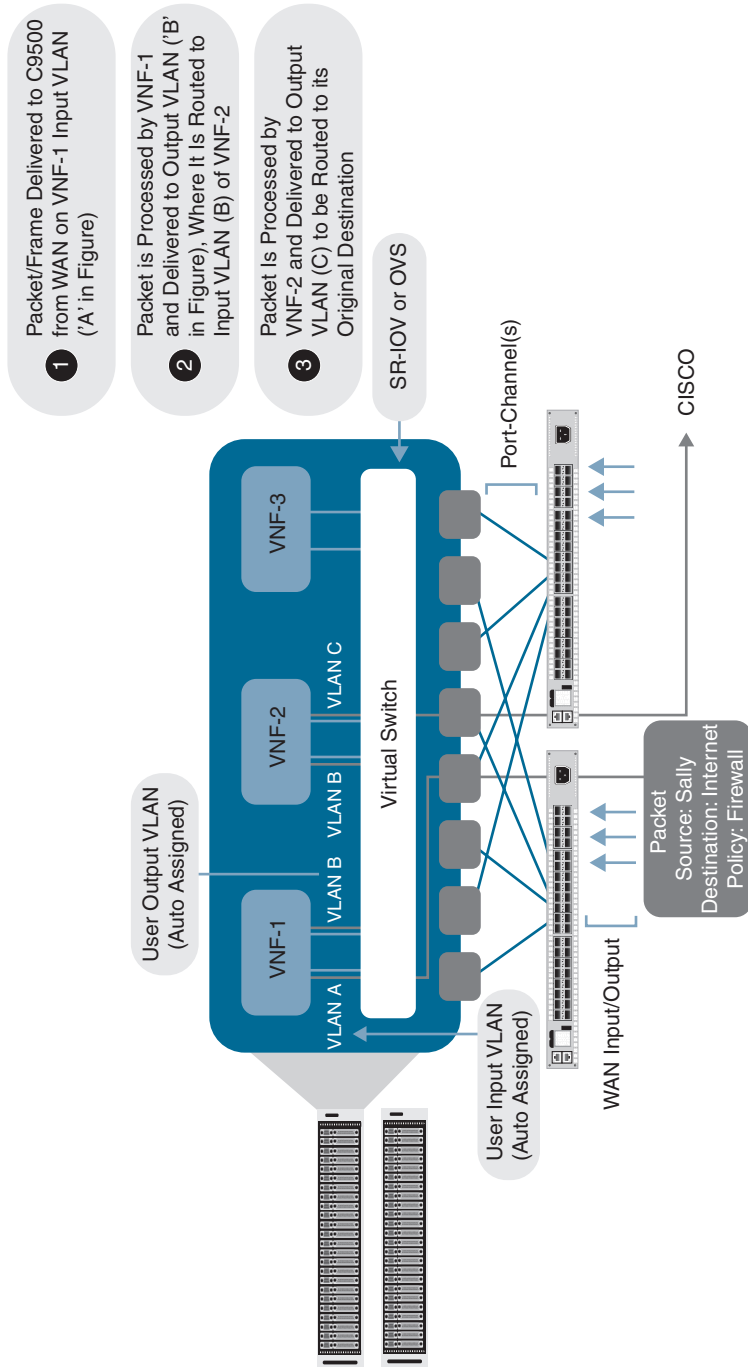 1
Packet/Frame Delivered to C9500
from WAN on VNF-1 Input VLAN
('A' in Figure)
2
Packet is Processed by VNF-1
and Delivered to Output VLAN ('B'
in Figure), Where It Is Routed to
Input VLAN (B) of VNF-2
3
Packet Is Processed by
VNF-2 and Delivered to Output
VLAN (C) to be Routed to its
Original Destination
SR-IOV or OVS
User Output VLAN
(Auto Assigned)
VNF-1
VNF-2
VNF-3
VLAN A
VLAN B
VLAN B
VLAN C
Virtual Switch
User Input VLAN
(Auto Assigned)
Port-Channel(s)
WAN Input/Output
CISCO
Packet
Source: Sally
Destination: Internet
Policy: Firewall